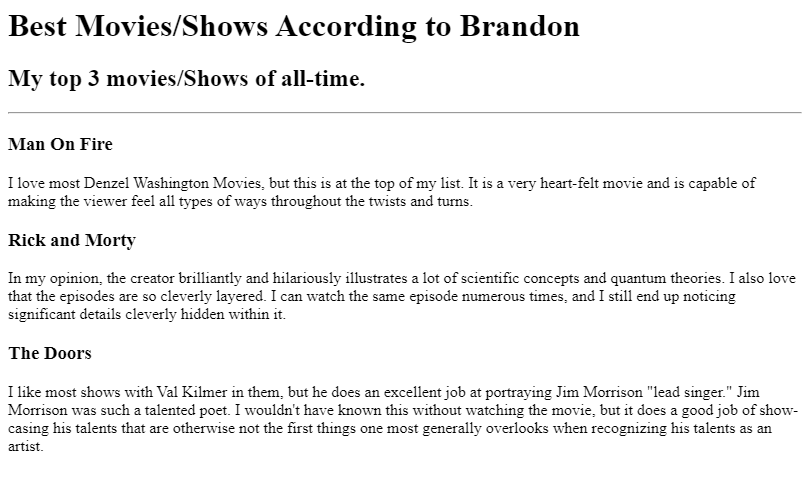 Best Movies/Shows According to Brandon
My top 3 movies/Shows of all-time.
Man On Fire
I love most Denzel Washington Movies, but this is at the top of my list. It is a very heart-felt movie and is capable of
making the viewer feel all types of ways throughout the twists and turns.
Rick and Morty
In my opinion, the creator brilliantly and hilariously illustrates a lot of scientific concepts and quantum theories. I also love
that the episodes are so cleverly layered. I can watch the same episode numerous times, and I still end up noticing
significant details cleverly hidden within it.
The Doors
I like most shows with Val Kilmer in them, but he does an excellent job at portraying Jim Morrison "lead singer." Jim
Morrison was such a talented poet. I wouldn't have known this without watching the movie, but it does a good job of show-
casing his talents that are otherwise not the first things one most generally overlooks when recognizing his talents as an
artist.